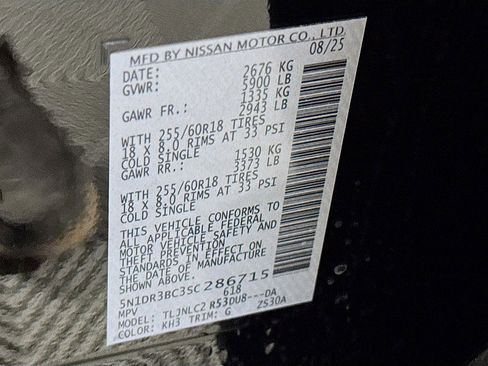 MFD BY NISSAN MOTOR CO., LTD.
DATE: 08/25
GVWR: 2676 KG
5900 LB
GAWR FR.: 1335 KG
2943 LB
WITH 255/60R18 TIRES
18 X 8.0 RIMS AT 33 PSI
COLD SINGLE
GAWR RR.: 1530 KG
3373 LB
WITH 255/60R18 TIRES
18 X 8.0 RIMS AT 33 PSI
COLD SINGLE
THIS VEHICLE CONFORMS TO
ALL APPLICABLE FEDERAL
MOTOR VEHICLE SAFETY AND
THEFT PREVENTION
STANDARDS IN EFFECT ON
THE DATE OF MANUFACTURE
SHOWN ABOVE.
5N1DR3BC3SC286715
MPV 618
MODEL: TLJNLC2 R53DU8---DA
COLOR: KH3 TRIM: G Z530A